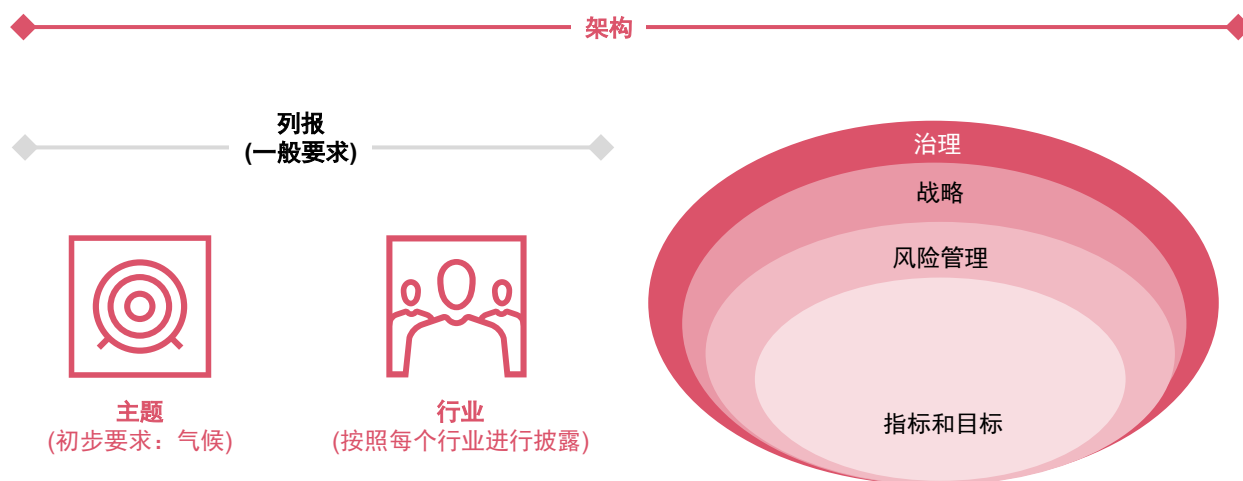 架构
列报
(一般要求)
主题
(初步要求：气候)
行业
(按照每个行业进行披露)
治理
战略
风险管理
指标和目标